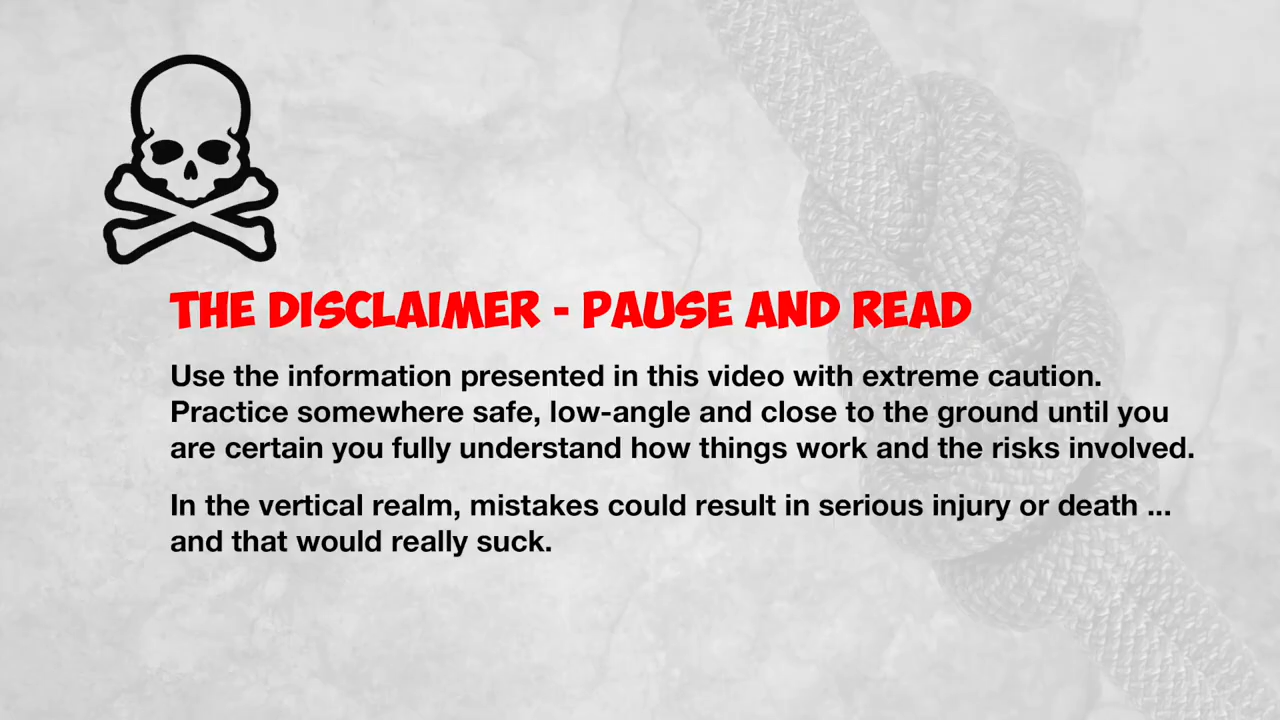 THE DISCLAIMER - PAUSE AND READ
Use the information presented in this video with extreme caution.
Practice somewhere safe, low-angle and close to the ground until you
are certain you fully understand how things work and the risks involved.
In the vertical realm, mistakes could result in serious injury or death ...
and that would really suck.